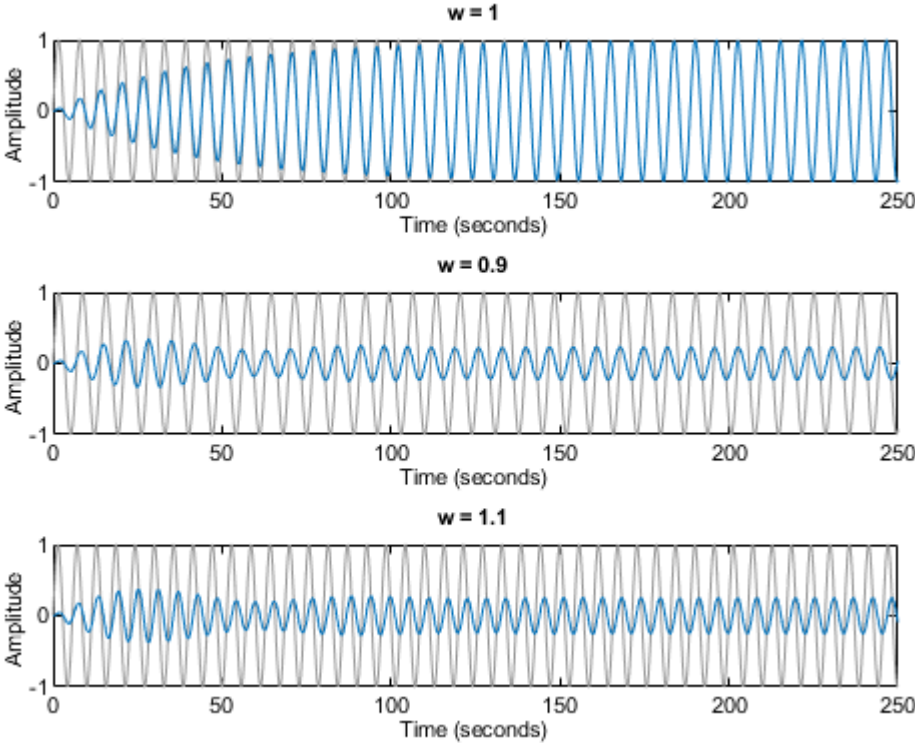 w = 1
Amplitude
1
0
-1
0 50 100 150 200 250
Time (seconds)
w = 0.9
Amplitude
1
0
-1
0 50 100 150 200 250
Time (seconds)
w = 1.1
Amplitude
1
0
-1
0 50 100 150 200 250
Time (seconds)